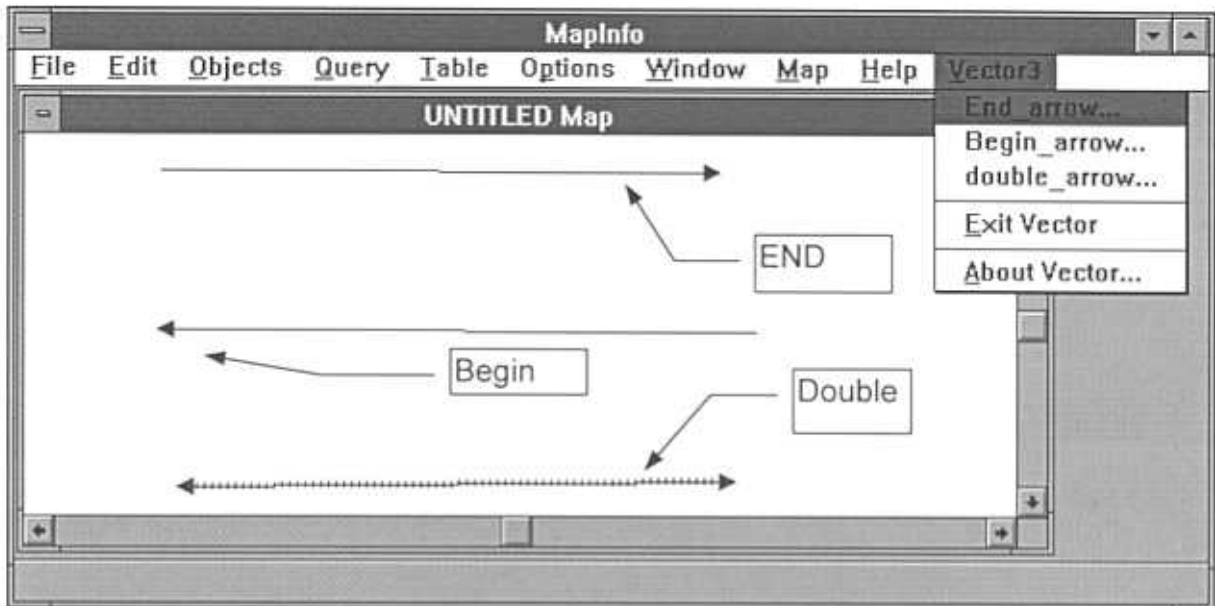 MapInfo
File Edit Objects Query Table Options Window Map Help Vector3
UNTITLED Map
End_arrow...
Begin_arrow...
double_arrow...
Exit Vector
About Vector...
END
Begin
Double